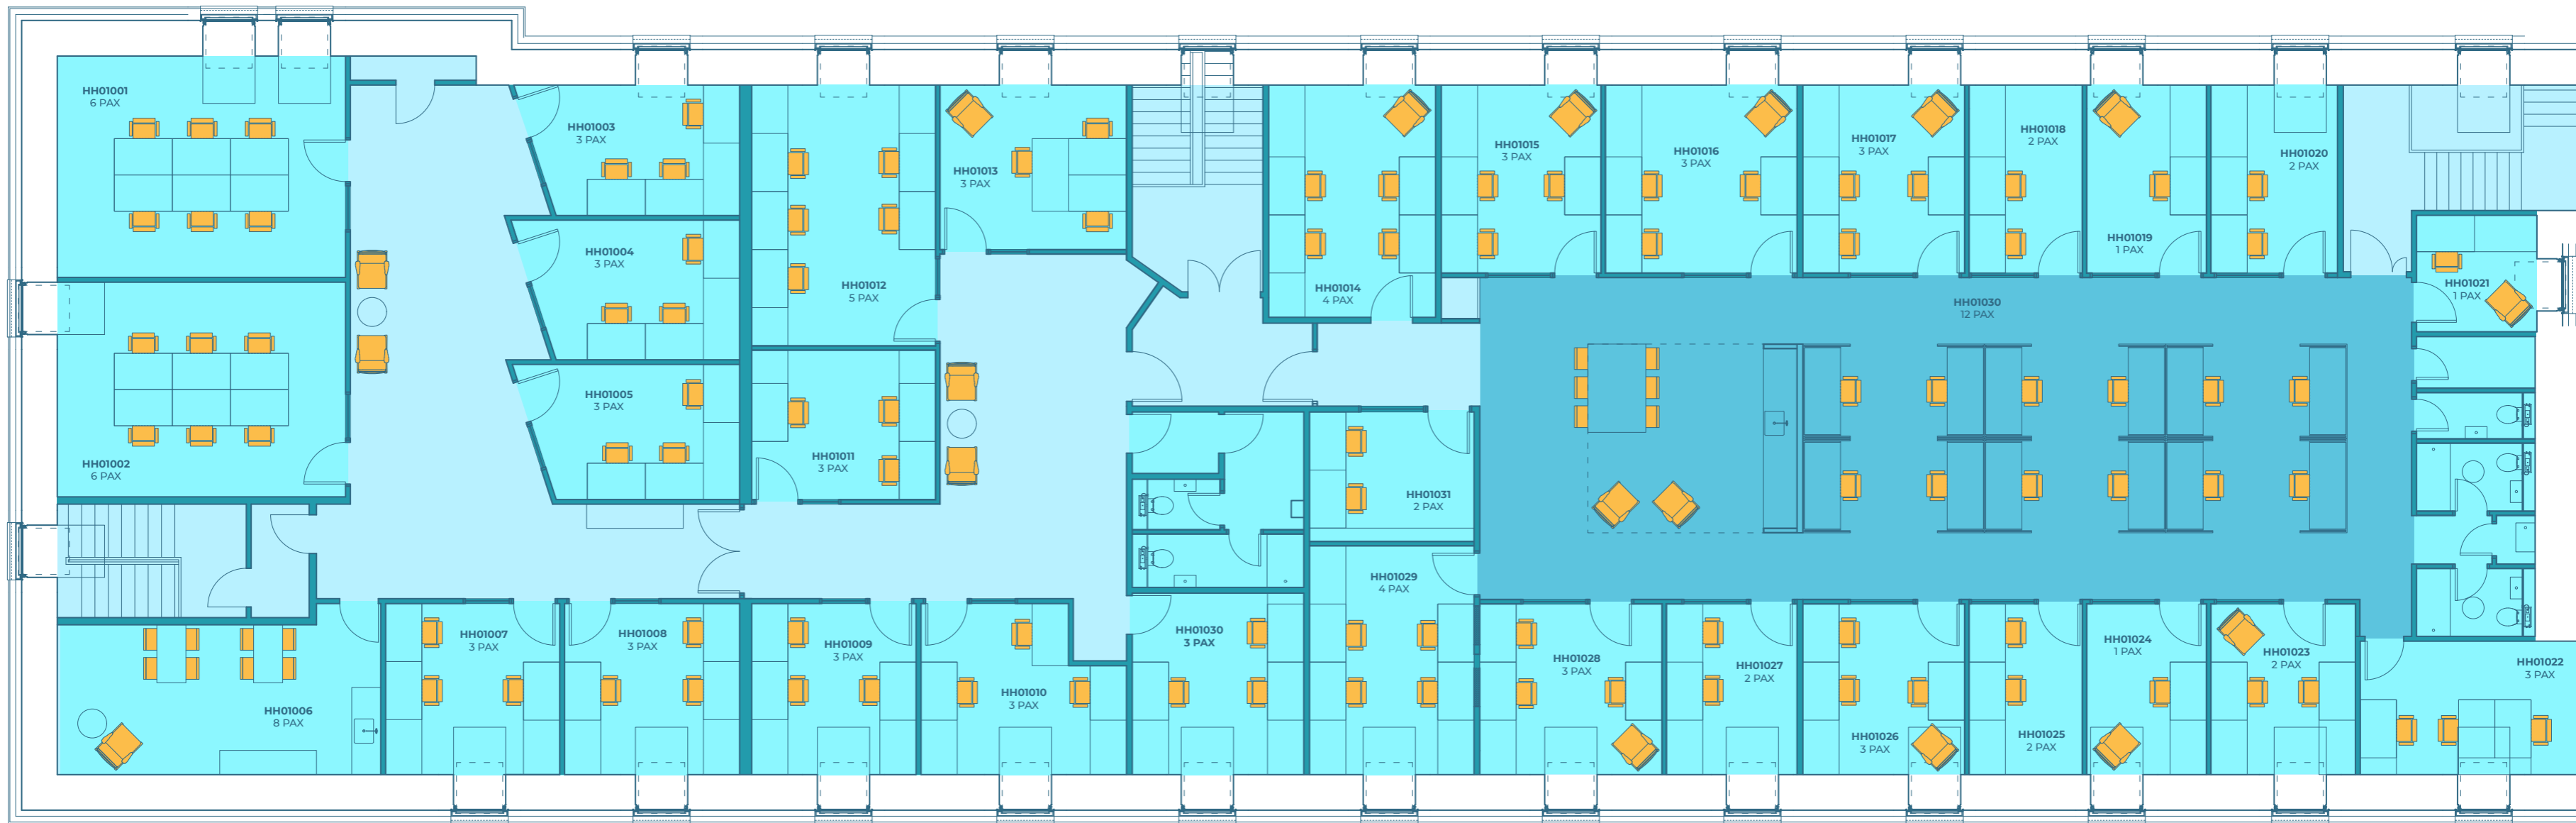 HH01001
6 PAX
HH01002
6 PAX
HH01003
3 PAX
HH01004
3 PAX
HH01005
3 PAX
HH01006
8 PAX
HH01007
3 PAX
HH01008
3 PAX
HH01009
3 PAX
HH01010
3 PAX
HH01011
3 PAX
HH01012
5 PAX
HH01013
3 PAX
HH01014
4 PAX
HH01015
3 PAX
HH01016
3 PAX
HH01017
3 PAX
HH01018
2 PAX
HH01019
1 PAX
HH01020
2 PAX
HH01021
1 PAX
HH01030
12 PAX
HH01031
2 PAX
HH01029
4 PAX
HH01030
3 PAX
HH01028
3 PAX
HH01027
2 PAX
HH01026
3 PAX
HH01025
2 PAX
HH01024
1 PAX
HH01023
2 PAX
HH01022
3 PAX